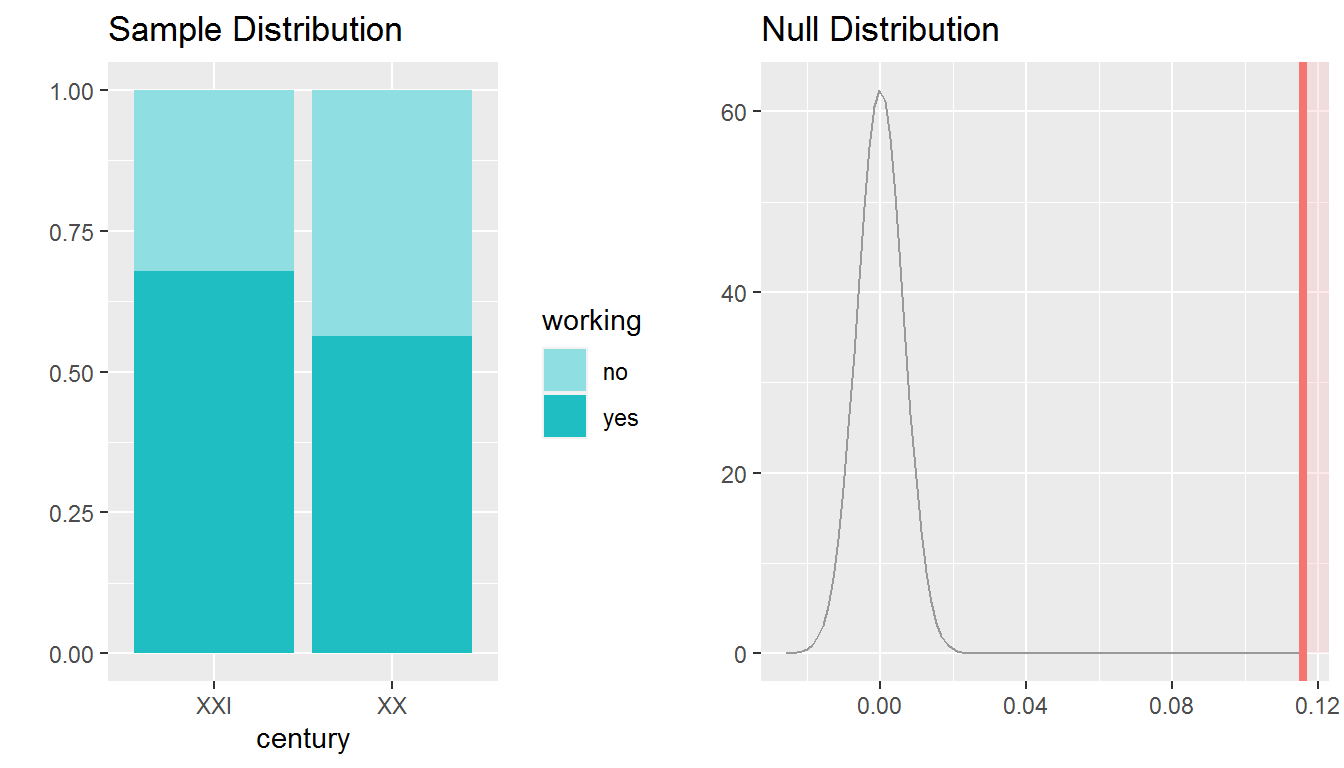 Sample Distribution
1.00
0.75
0.50
0.25
0.00
XXI XX
century
working
no
yes
Null Distribution
60
40
20
0
0.00 0.04 0.08 0.12